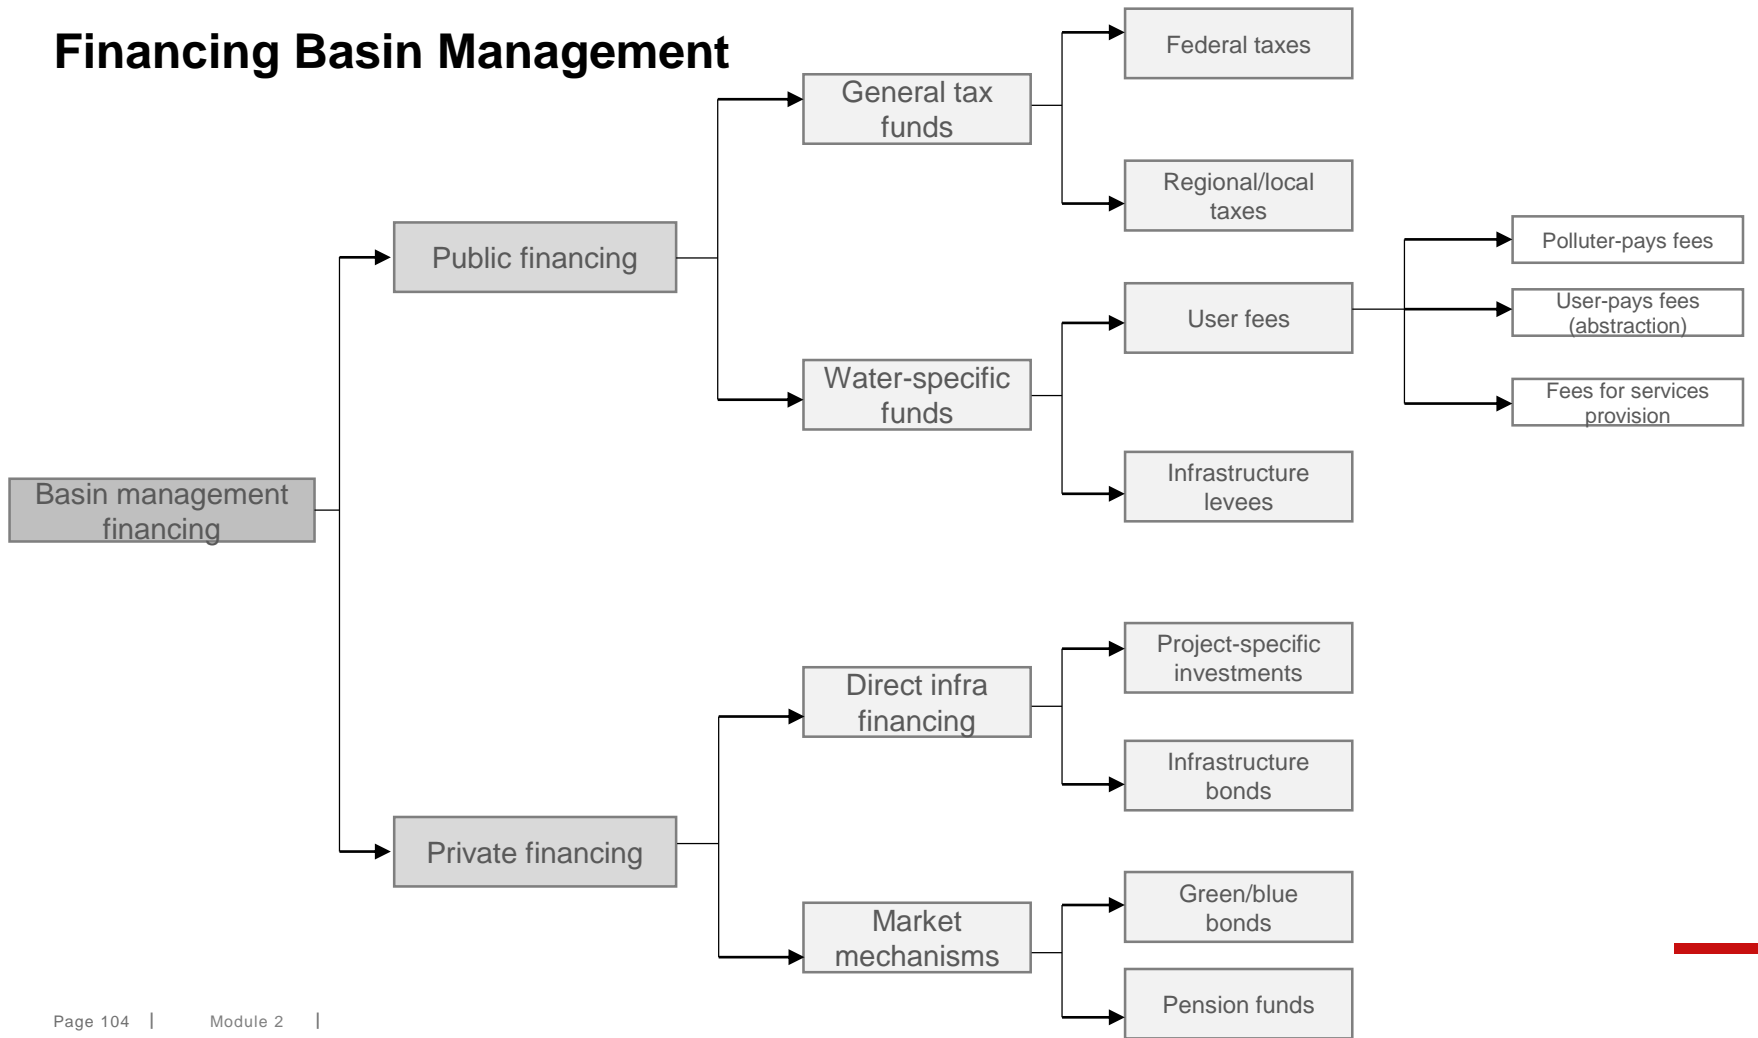 Financing Basin Management
Federal taxes
General tax
funds
Regional/local
taxes
Public financing
Polluter-pays fees
User-pays fees
(abstraction)
User fees
Water-specific
funds
Fees for services
provision
Infrastructure
levees
Basin management
financing
Project-specific
investments
Direct infra
financing
Infrastructure
bonds
Private financing
Green/blue
bonds
Market
mechanisms
Pension funds
Page 104 | Module 2 |